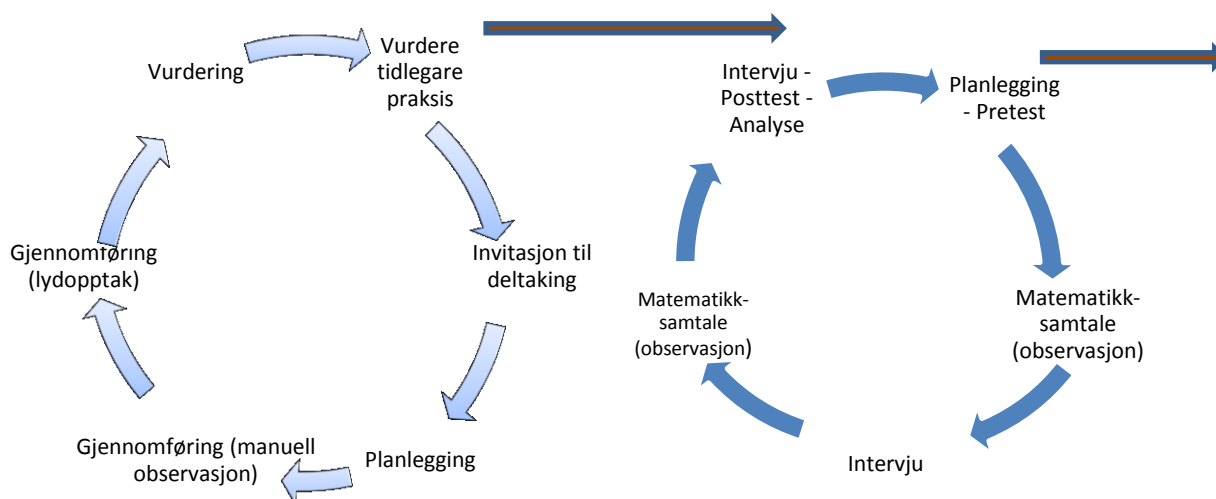 Vurdering
Vurdere
tidlegare
praksis
Invitasjon til
deltaking
Planlegging
Gjennomføring (manuell
observasjon)
Gjennomføring
(lydopptak)
Intervju -
Posttest -
Analyse
Planlegging
- Pretest
Matematikk-
samtale
(observasjon)
Intervju
Matematikk-
samtale
(observasjon)